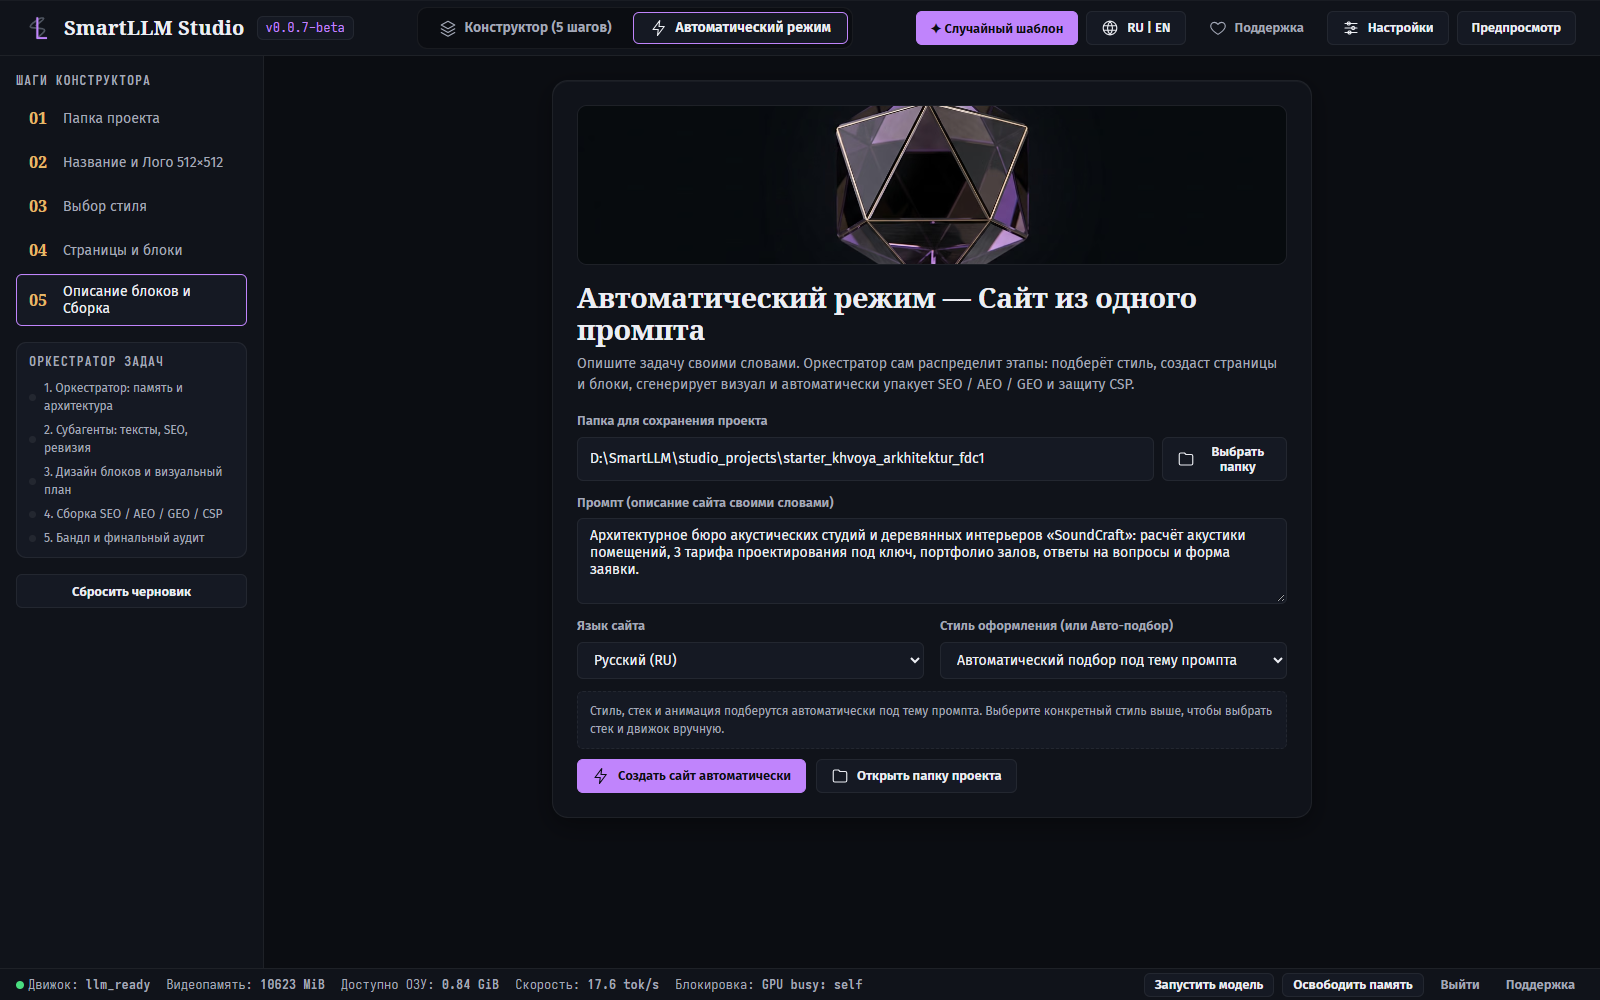 SmartLLM Studio
v0.0.7-beta
Конструктор (5 шагов)
Автоматический режим
✦ Случайный шаблон
RU | EN
Поддержка
Настройки
Предпросмотр
ШАГИ КОНСТРУКТОРА
01 Папка проекта
02 Название и Лого 512×512
03 Выбор стиля
04 Страницы и блоки
05 Описание блоков и
Сборка
ОРКЕСТРАТОР ЗАДАЧ
1. Оркестратор: память и
архитектура
2. Субагенты: тексты, SEO,
ревизия
3. Дизайн блоков и визуальный
план
4. Сборка SEO / AEO / GEO / CSP
5. Бандл и финальный аудит
Сбросить черновик
Автоматический режим — Сайт из одного
промпта
Опишите задачу своими словами. Оркестратор сам распределит этапы: подберёт стиль, создаст страницы
и блоки, сгенерирует визуал и автоматически упакует SEO / AEO / GEO и защиту CSP.
Папка для сохранения проекта
D:\SmartLLM\studio_projects\starter_khvoya_arkhitektur_fdc1
Выбрать
папку
Промпт (описание сайта своими словами)
Архитектурное бюро акустических студий и деревянных интерьеров «SoundCraft»: расчёт акустики
помещений, 3 тарифа проектирования под ключ, портфолио залов, ответы на вопросы и форма
заявки.
Язык сайта
Стиль оформления (или Авто-подбор)
Русский (RU)
Автоматический подбор под тему промпта
Стиль, стек и анимация подберутся автоматически под тему промпта. Выберите конкретный стиль выше, чтобы выбрать
стек и движок вручную.
Создать сайт автоматически
Открыть папку проекта
Движок: llm_ready
Видеопамять: 10623 MiB
Доступно ОЗУ: 0.84 GiB
Скорость: 17.6 tok/s
Блокировка: GPU busy: self
Запустить модель
Освободить память
Выйти
Поддержка